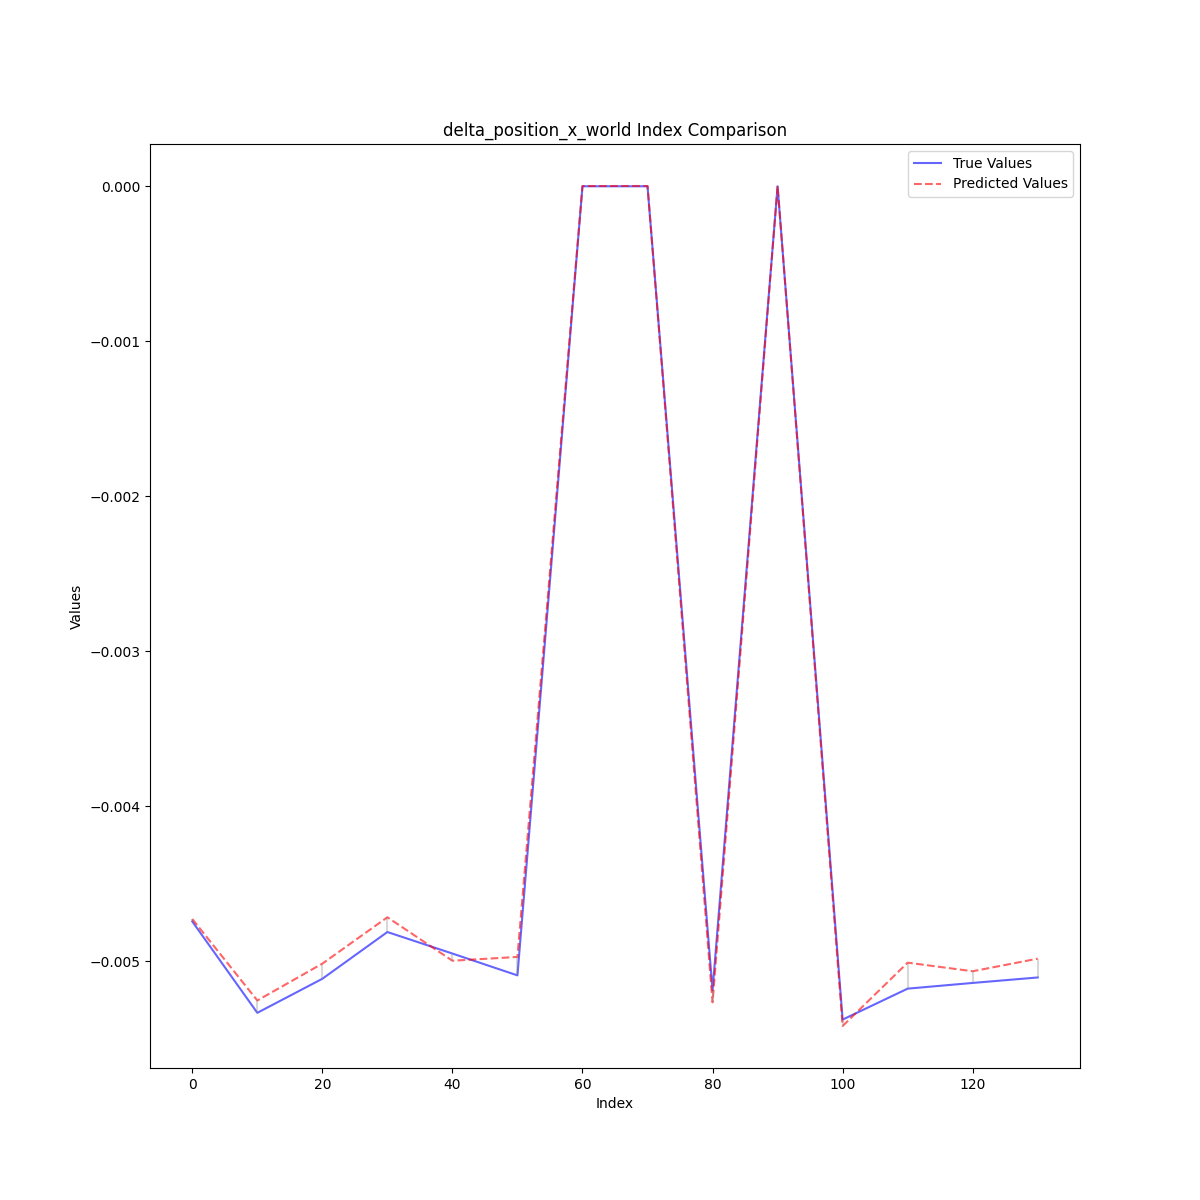 delta_position_x_world Index Comparison
True Values
Predicted Values
0.000
−0.001
−0.002
−0.003
−0.004
−0.005
Values
0 20 40 60 80 100 120
Index